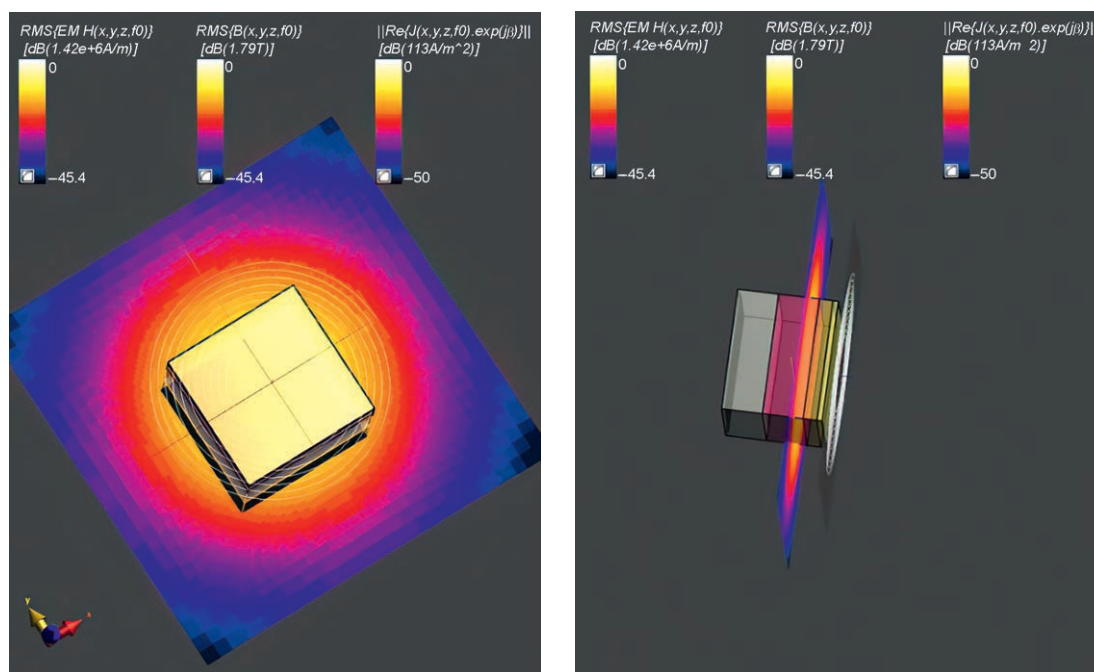 RMS{EM H(x,y,z,f0)}
[dB(1.42e+6A/m)]
0
−45.4
RMS{B(x,y,z,f0)}
[dB(1.79T)]
0
−45.4
||Re{J(x,y,z,f0).exp(jβ)}||
[dB(113A/m^2)]
0
−50
y
x
RMS{EM H(x,y,z,f0)}
[dB(1.42e+6A/m)]
0
−45.4
RMS{B(x,y,z,f0)}
[dB(1.79T)]
0
−45.4
||Re{J(x,y,z,f0).exp(jβ)}||
[dB(113A/m 2)]
0
−50